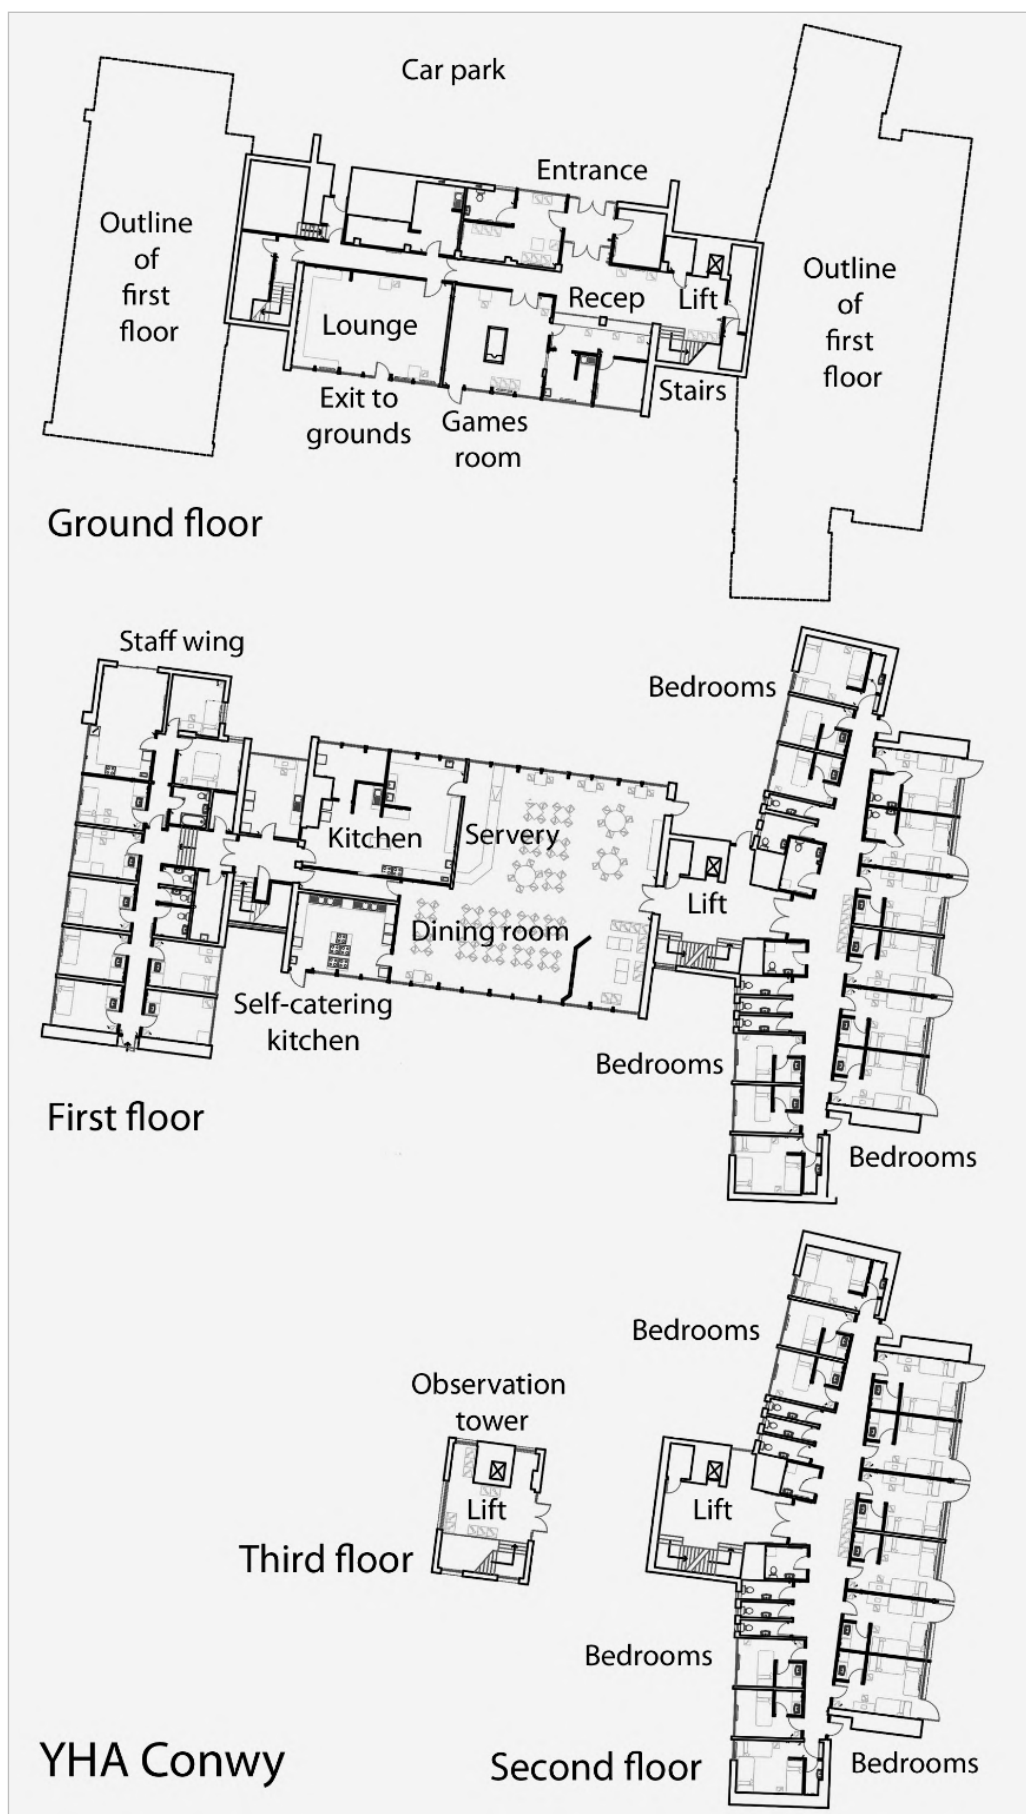 Car park
Entrance
Outline
of
first
floor
Outline
of
first
floor
Recep
Lift
Lounge
Stairs
Exit to
grounds
Games
room
Ground floor
Staff wing
Bedrooms
Kitchen
Servery
Lift
Dining room
Self-catering
kitchen
Bedrooms
First floor
Bedrooms
Bedrooms
Observation
tower
Lift
Lift
Third floor
Bedrooms
YHA Conwy
Second floor
Bedrooms